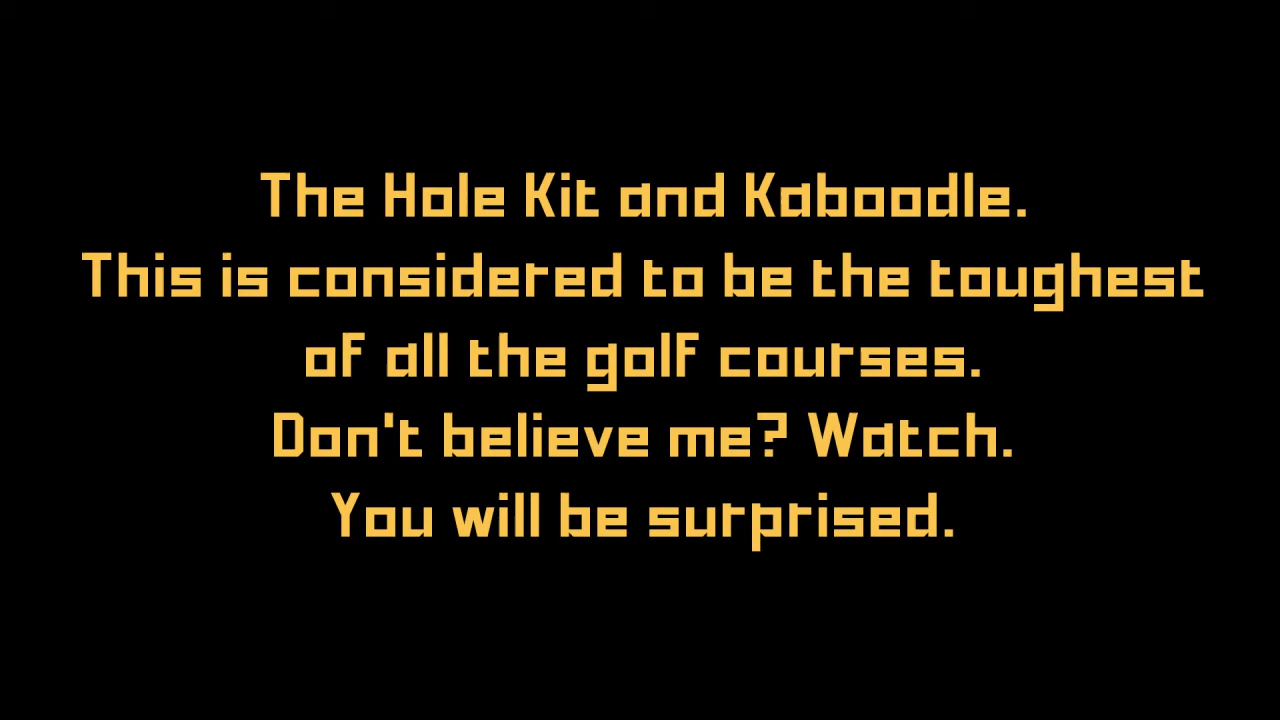 The Hole Kit and Kaboodle.
This is considered to be the toughest
of all the golf courses.
Don't believe me? Watch.
You will be surprised.